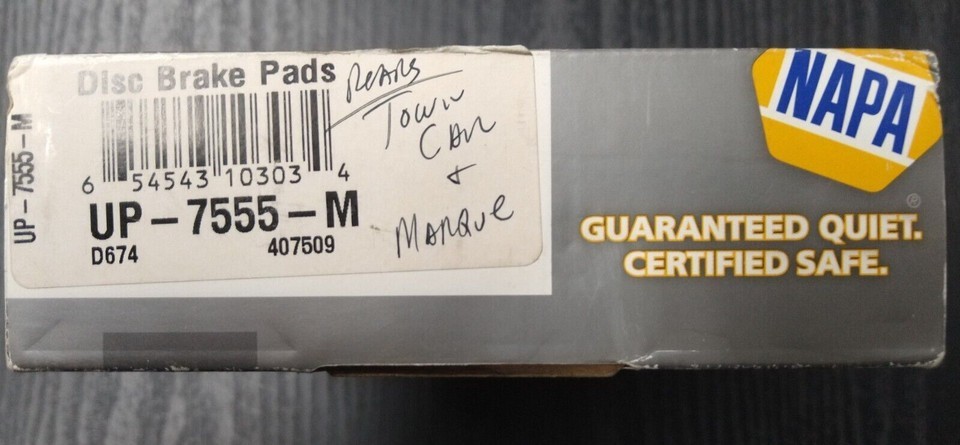 Disc Brake Pads
6 54543 10303 4
UP-7555-M
D674 407509
UP-7555-M
Rears
Town
Car
+
Marque
NAPA
®
GUARANTEED QUIET.
CERTIFIED SAFE.